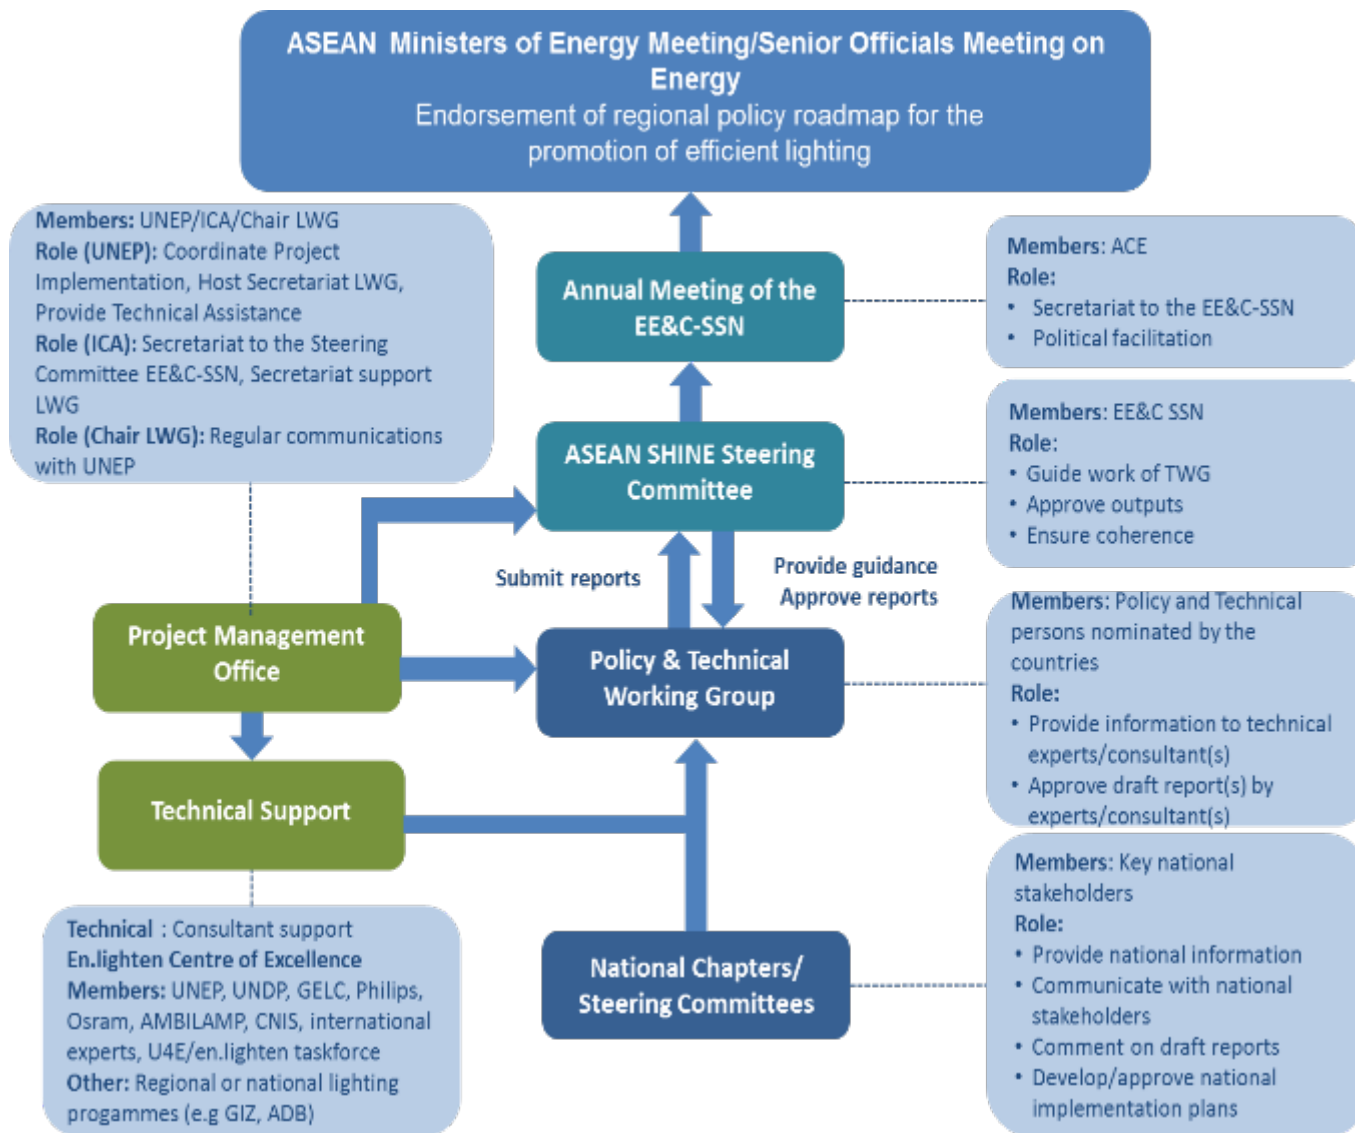 ASEAN Ministers of Energy Meeting/Senior Officials Meeting on
Energy
Endorsement of regional policy roadmap for the
promotion of efficient lighting
Members: UNEP/ICA/Chair LWG
Role (UNEP): Coordinate Project
Implementation, Host Secretariat LWG,
Provide Technical Assistance
Role (ICA): Secretariat to the Steering
Committee EE&C-SSN, Secretariat support
LWG
Role (Chair LWG): Regular communications
with UNEP
Annual Meeting of the
EE&C-SSN
Members: ACE
Role:
• Secretariat to the EE&C-SSN
• Political facilitation
ASEAN SHINE Steering
Committee
Members: EE&C SSN
Role:
• Guide work of TWG
• Approve outputs
• Ensure coherence
Submit reports
Provide guidance
Approve reports
Project Management
Office
Policy & Technical
Working Group
Members: Policy and Technical
persons nominated by the
countries
Role:
• Provide information to technical
experts/consultant(s)
• Approve draft report(s) by
experts/consultant(s)
Technical Support
Technical : Consultant support
En.lighten Centre of Excellence
Members: UNEP, UNDP, GELC, Philips,
Osram, AMBILAMP, CNIS, international
experts, U4E/en.lighten taskforce
Other: Regional or national lighting
progammes (e.g GIZ, ADB)
National Chapters/
Steering Committees
Members: Key national
stakeholders
Role:
• Provide national information
• Communicate with national
stakeholders
• Comment on draft reports
• Develop/approve national
implementation plans